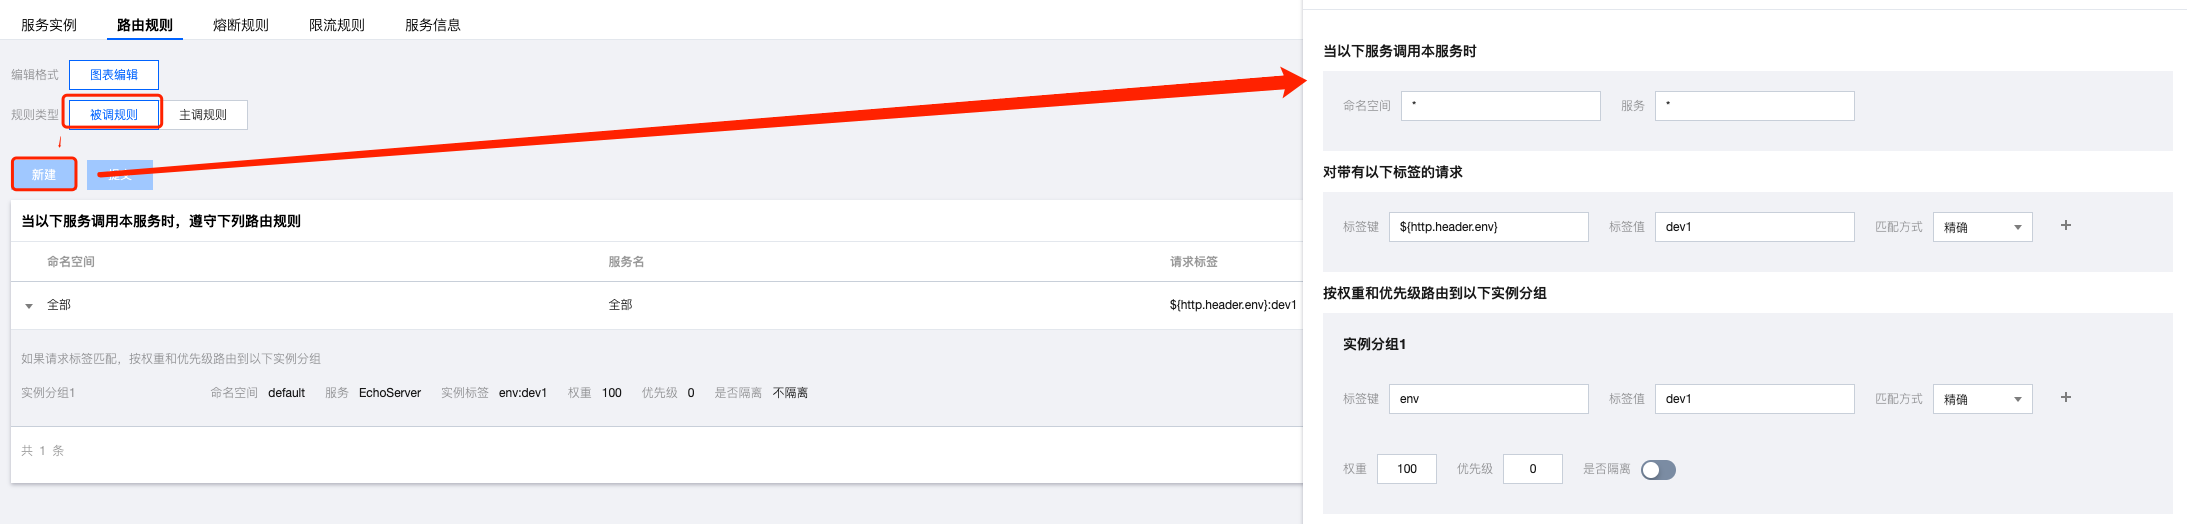 服务实例 路由规则 熔断规则 限流规则 服务信息
编辑格式 图表编辑
规则类型 被调规则 主调规则
新建 提交
当以下服务调用本服务时，遵守下列路由规则
命名空间 服务名 请求标签
全部 全部 ${http.header.env}:dev1
如果请求标签匹配，按权重和优先级路由到以下实例分组
实例分组1 命名空间 default 服务 EchoServer 实例标签 env:dev1 权重 100 优先级 0 是否隔离 不隔离
共 1 条
当以下服务调用本服务时
命名空间 * 服务 *
对带有以下标签的请求
标签键 ${http.header.env} 标签值 dev1 匹配方式 精确 +
按权重和优先级路由到以下实例分组
实例分组1
标签键 env 标签值 dev1 匹配方式 精确 +
权重 100 优先级 0 是否隔离